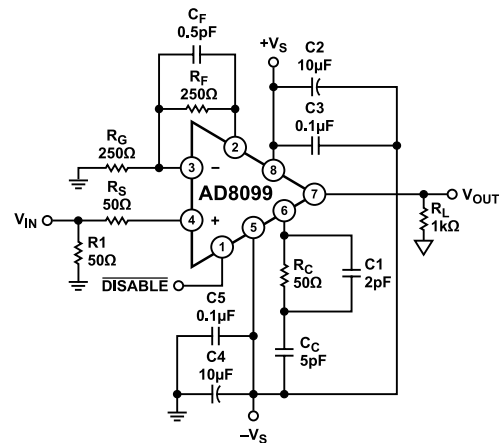 C_F
0.5pF
R_F
250Ω
+V_S
C2
10µF
C3
0.1µF
R_G
250Ω
R_S
50Ω
2
3
–
8
AD8099
7
V_OUT
V_IN
4
+
6
5
1
R_L
1kΩ
R1
50Ω
DISABLE
R_C
50Ω
C1
2pF
C5
0.1µF
C4
10µF
C_C
5pF
–V_S